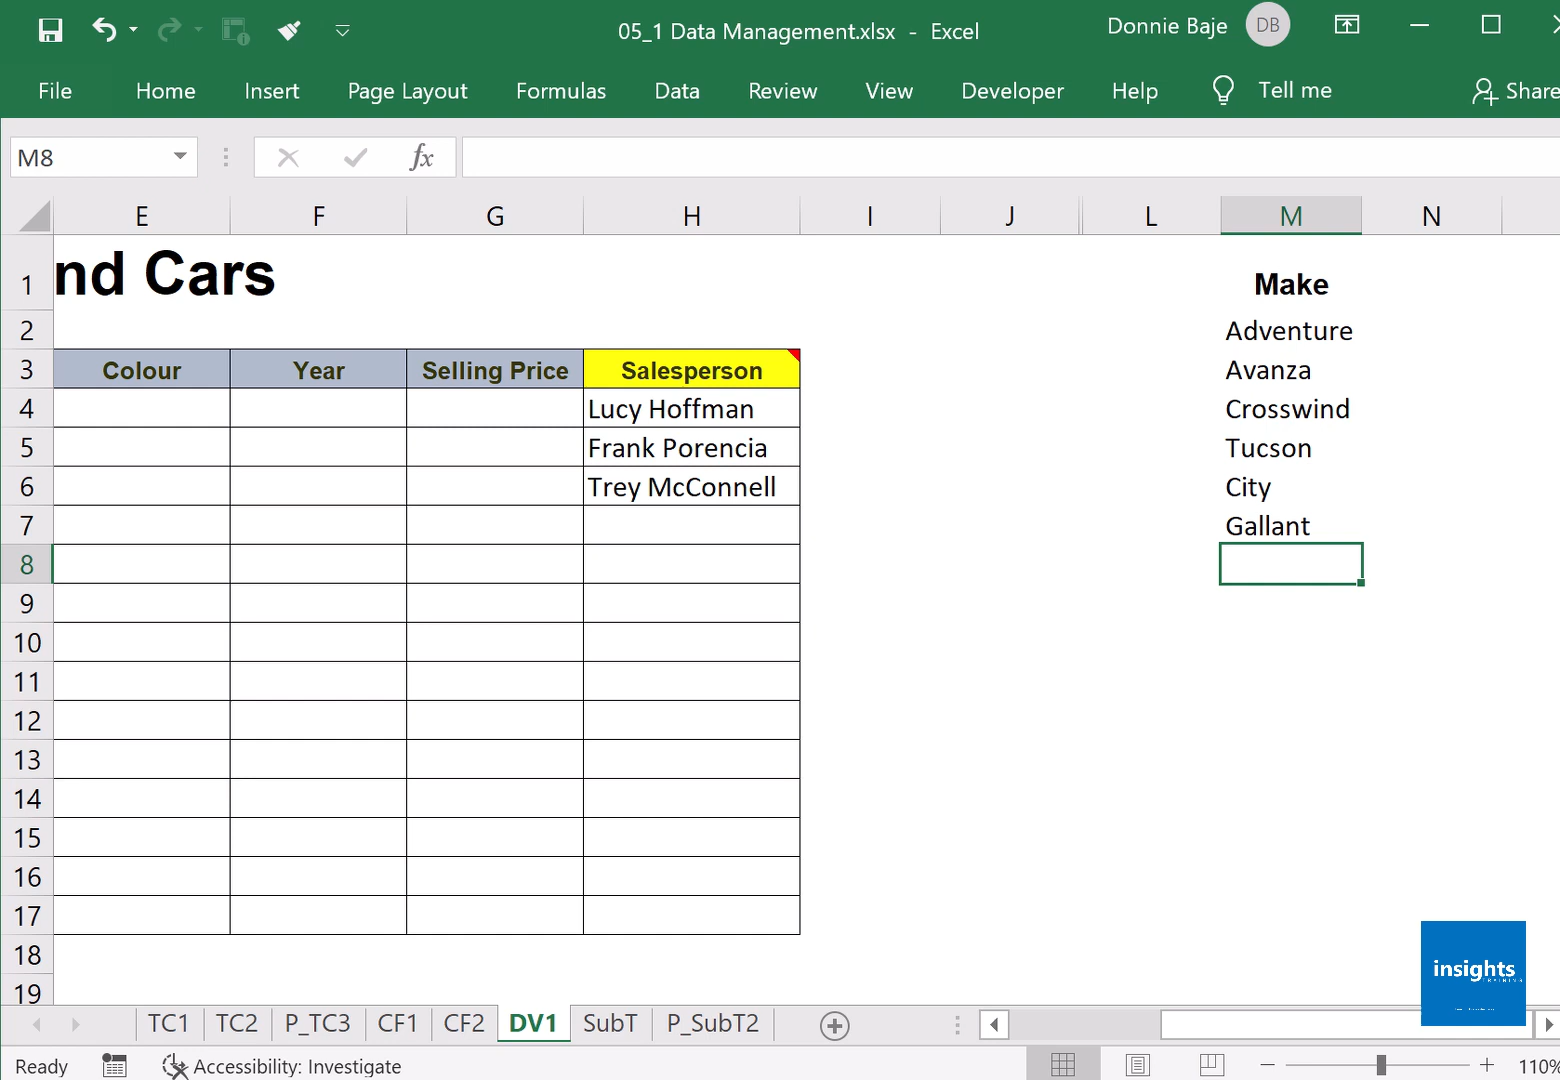 05_1 Data Management.xlsx - Excel
Donnie Baje DB
File Home Insert Page Layout Formulas Data Review View Developer Help Tell me Share
M8 fx
E F G H I J L M N
1 nd Cars Make
2 Adventure
3 Colour Year Selling Price Salesperson Avanza
4 Lucy Hoffman Crosswind
5 Frank Porencia Tucson
6 Trey McConnell City
7 Gallant
8
9
10
11
12
13
14
15
16
17
18
19
insights
TRAINING
TC1 TC2 P_TC3 CF1 CF2 DV1 SubT P_SubT2
Ready Accessibility: Investigate 110%